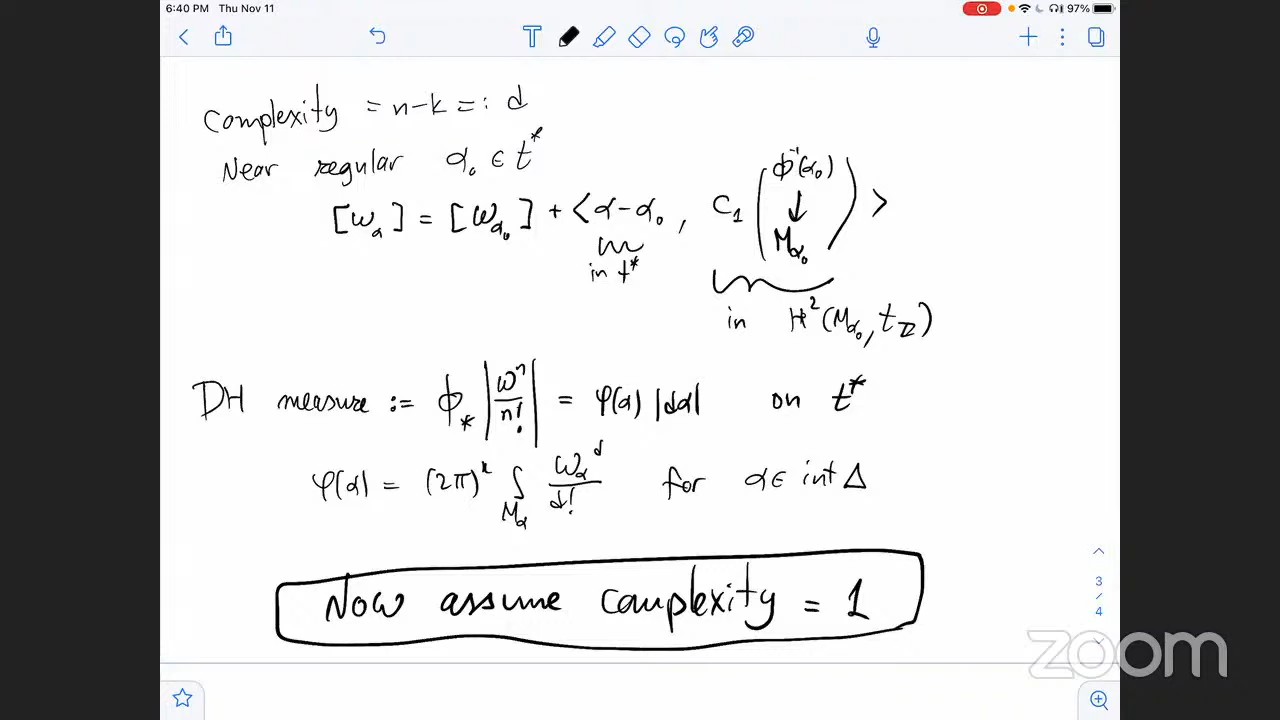 6:40 PM Thu Nov 11 97%
Complexity = n-k =: d
Near regular α₀ ∈ t*
[ω_α] = [ω_α₀] + <α-α₀, C₁ (Φ⁻¹(α₀) ↓ M_α₀) >
in t*
in H²(M_α₀, t_ℤ)
DH measure := Φ_* |ωⁿ/n!| = φ(α) |dα| on t*
φ(α) = (2π)ᵏ ∫_{M_α} ω_α^d/d! for α ∈ int Δ
Now assume complexity = 1
3
/
4
zoom